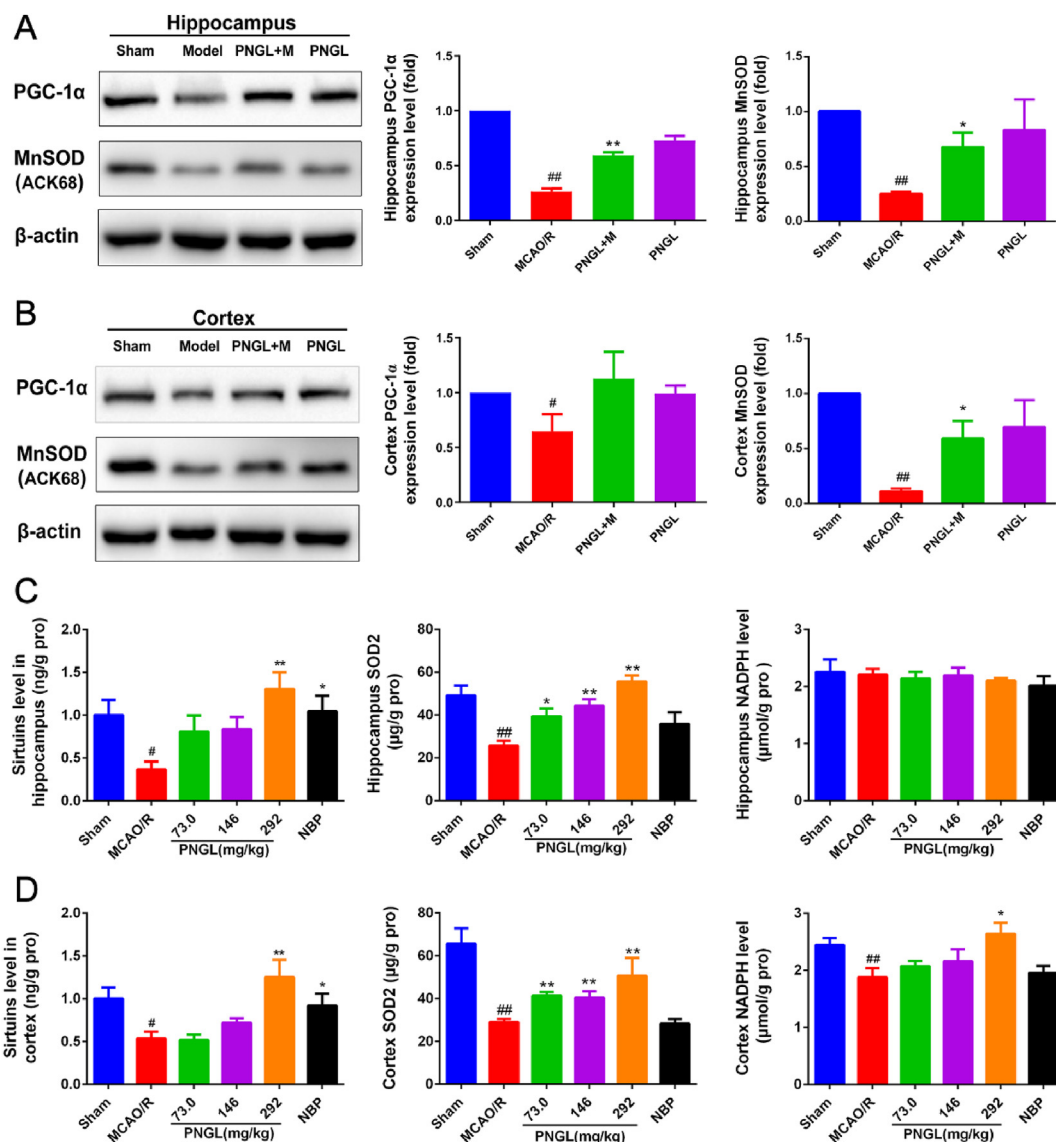 A
Hippocampus
Sham Model PNGL+M PNGL
PGC-1α
MnSOD
(ACK68)
β-actin
Hippocampus PGC-1α
expression level (fold)
1.5
1.0
0.5
0.0
##
**
Sham
MCAO/R
PNGL+M
PNGL
Hippocampus MnSOD
expression level (fold)
1.5
1.0
0.5
0.0
##
*
Sham
MCAO/R
PNGL+M
PNGL
B
Cortex
Sham Model PNGL+M PNGL
PGC-1α
MnSOD
(ACK68)
β-actin
Cortex PGC-1α
expression level (fold)
1.5
1.0
0.5
0.0
#
Sham
MCAO/R
PNGL+M
PNGL
Cortex MnSOD
expression level (fold)
1.5
1.0
0.5
0.0
##
*
Sham
MCAO/R
PNGL+M
PNGL
C
Sirtuins level in
hippocampus (ng/g pro)
2.0
1.5
1.0
0.5
0.0
#
**
*
Sham
MCAO/R
73.0
146
292
NBP
PNGL(mg/kg)
Hippocampus SOD2
(µg/g pro)
80
60
40
20
0
##
*
**
**
Sham
MCAO/R
73.0
146
292
NBP
PNGL(mg/kg)
Hippocampus NADPH level
(µmol/g pro )
3
2
1
0
Sham
MCAO/R
73.0
146
292
NBP
PNGL(mg/kg)
D
Sirtuins level in
cortex (ng/g pro)
2.0
1.5
1.0
0.5
0.0
#
**
*
Sham
MCAO/R
73.0
146
292
NBP
PNGL(mg/kg)
Cortex SOD2 (µg/g pro)
80
60
40
20
0
##
**
**
**
Sham
MCAO/R
73.0
146
292
NBP
PNGL(mg/kg)
Cortex NADPH level
(µmol/g pro)
3
2
1
0
##
*
Sham
MCAO/R
73.0
146
292
NBP
PNGL(mg/kg)